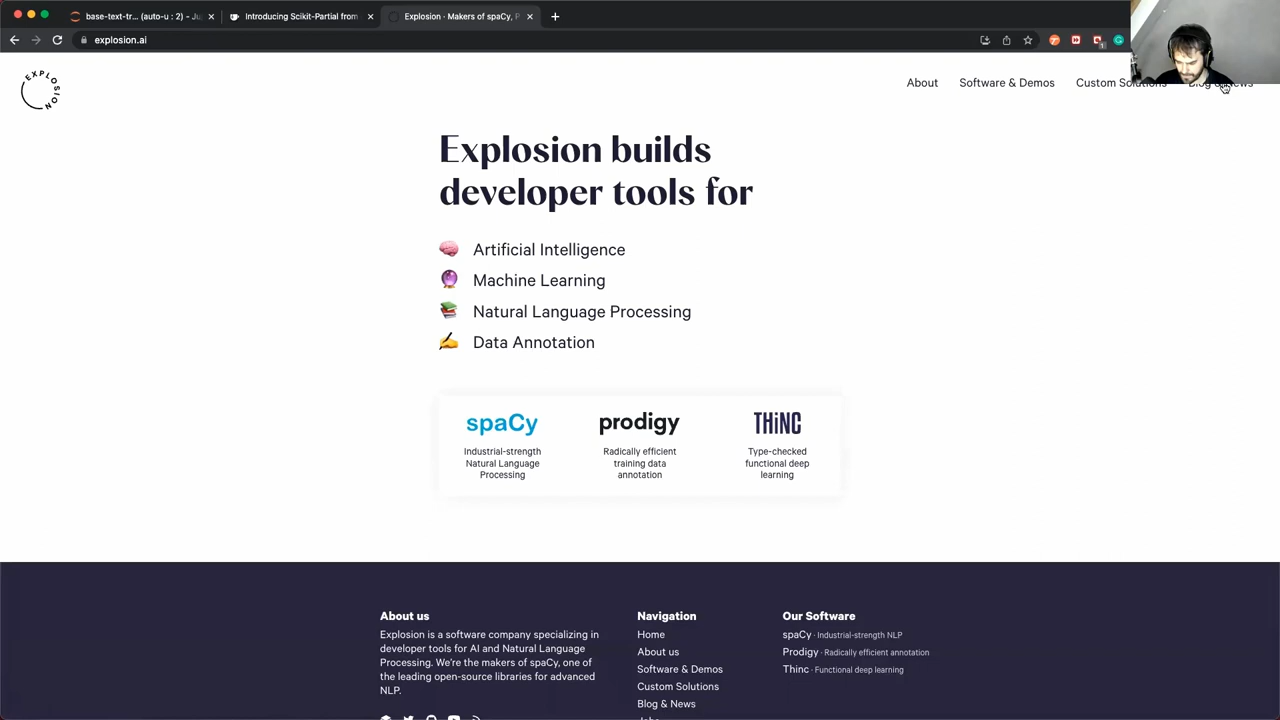 base-text-tr... (auto-u : 2) - Ju
Introducing Scikit-Partial from
Explosion · Makers of spaCy, P
explosion.ai
1
EXPLOSION
About
Software & Demos
Custom Solutions
Blog & News
Explosion builds
developer tools for
Artificial Intelligence
Machine Learning
Natural Language Processing
Data Annotation
spaCy
Industrial-strength
Natural Language
Processing
prodigy
Radically efficient
training data
annotation
THiNC
Type-checked
functional deep
learning
About us
Explosion is a software company specializing in
developer tools for AI and Natural Language
Processing. We're the makers of spaCy, one of
the leading open-source libraries for advanced
NLP.
Navigation
Home
About us
Software & Demos
Custom Solutions
Blog & News
Our Software
spaCy · Industrial-strength NLP
Prodigy · Radically efficient annotation
Thinc · Functional deep learning